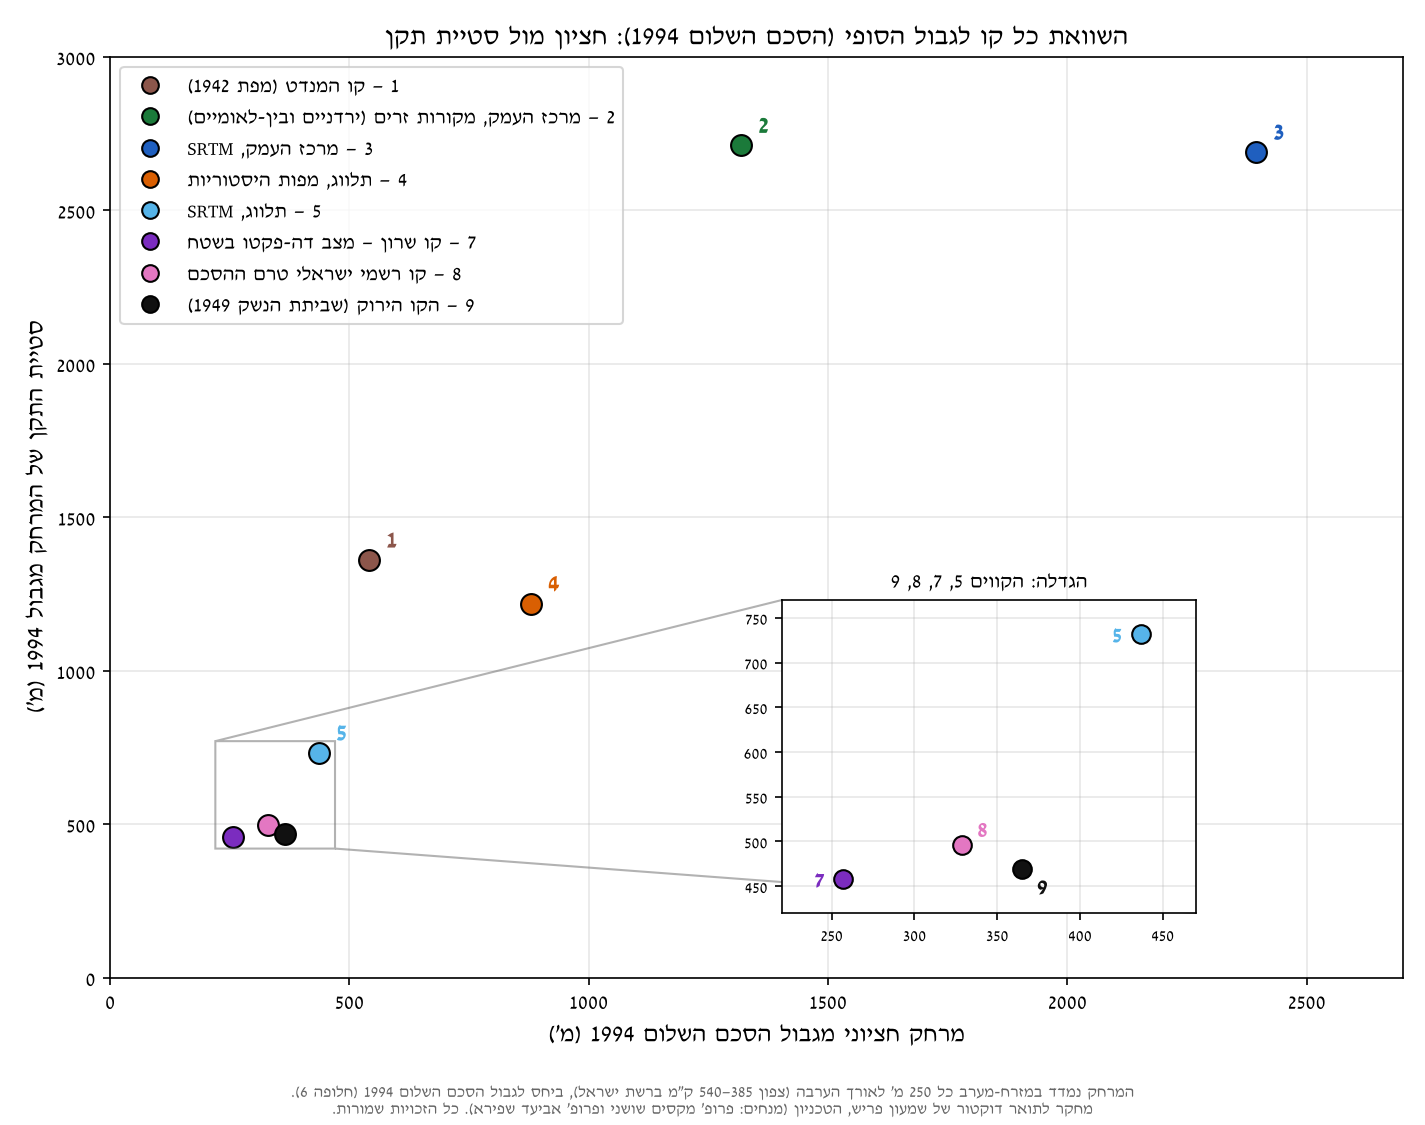 השוואת כל קו לגבול הסופי (הסכם השלום 1994): חציון מול סטיית תקן
3000
2500
2000
1500
1000
500
0
סטיית התקן של המרחק מגבול 1994 (מ')
1 – קו המנדט (מפת 1942)
2 – מרכז העמק, מקורות זרים (ירדניים ובין-לאומיים)
3 – מרכז העמק, SRTM
4 – תלווג, מפות היסטוריות
5 – תלווג, SRTM
7 – קו שרון – מצב דה-פקטו בשטח
8 – קו רשמי ישראלי טרם ההסכם
9 – הקו הירוק (שביתת הנשק 1949)
2
3
1
4
5
הגדלה: הקווים 5, 7, 8, 9
750
700
650
600
550
500
450
5
8
7
9
250 300 350 400 450
0 500 1000 1500 2000 2500
מרחק חציוני מגבול הסכם השלום 1994 (מ')
המרחק נמדד במזרח-מערב כל 250 מ' לאורך הערבה (צפון 385–540 ק"מ ברשת ישראל), ביחס לגבול הסכם השלום 1994 (חלופה 6).
מחקר לתואר דוקטור של שמעון פריש, הטכניון (מנחים: פרופ' מקסים שושני ופרופ' אביעד שפירא). כל הזכויות שמורות.